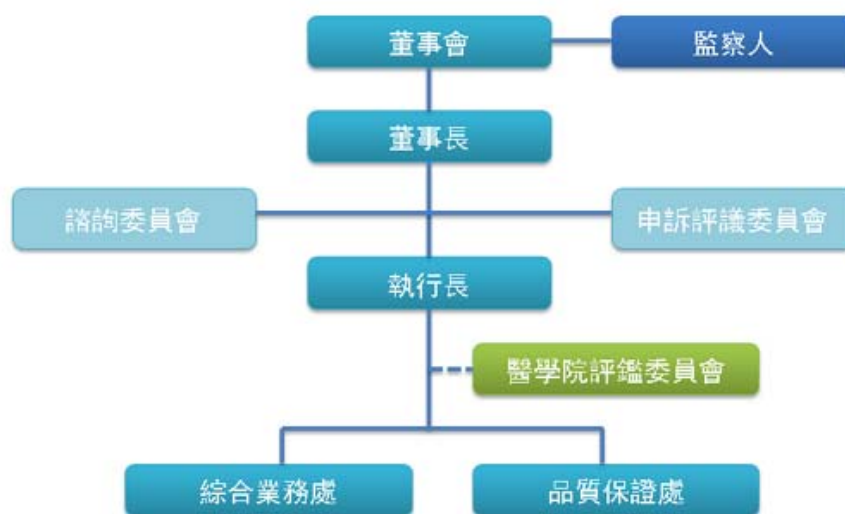 董事會
監察人
董事長
諮詢委員會
申訴評議委員會
執行長
醫學院評鑑委員會
綜合業務處
品質保證處